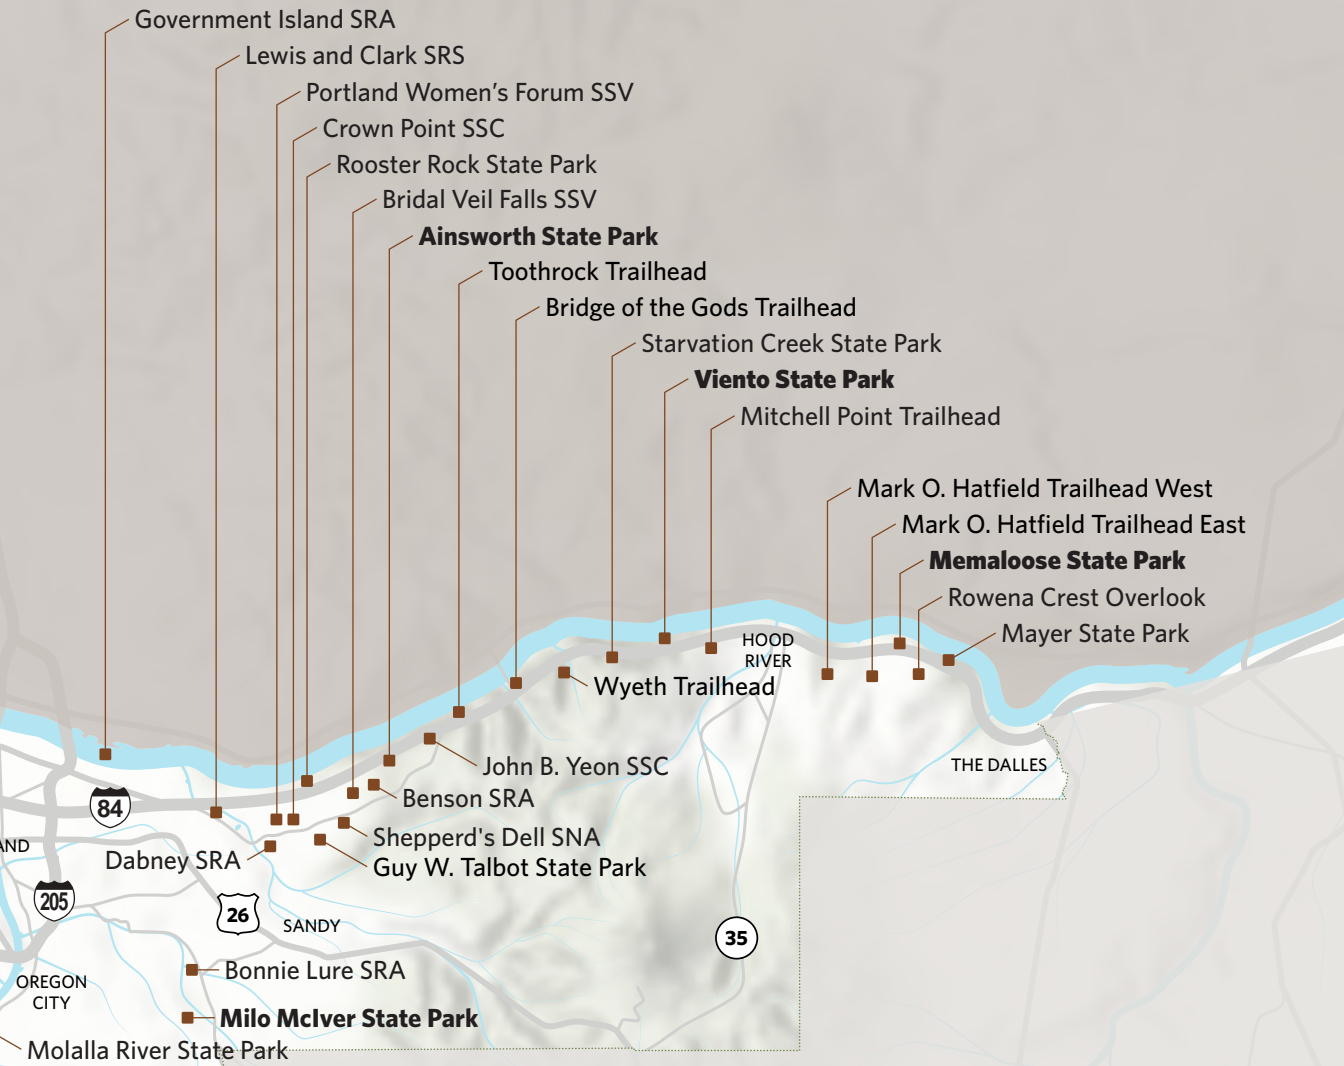 Government Island SRA
Lewis and Clark SRS
Portland Women’s Forum SSV
Crown Point SSC
Rooster Rock State Park
Bridal Veil Falls SSV
Ainsworth State Park
Toothrock Trailhead
Bridge of the Gods Trailhead
Starvation Creek State Park
Viento State Park
Mitchell Point Trailhead
Mark O. Hatfield Trailhead West
Mark O. Hatfield Trailhead East
Memaloose State Park
Rowena Crest Overlook
Mayer State Park
HOOD
RIVER
Wyeth Trailhead
John B. Yeon SSC
THE DALLES
Benson SRA
84
Shepperd's Dell SNA
AND
Dabney SRA
Guy W. Talbot State Park
205
26
SANDY
35
Bonnie Lure SRA
OREGON
CITY
Milo McIver State Park
Molalla River State Park